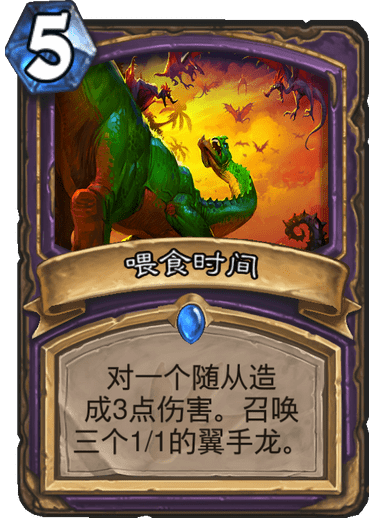 5
喂食时间
对一个随从造
成3点伤害。召唤
三个1/1的翼手龙。